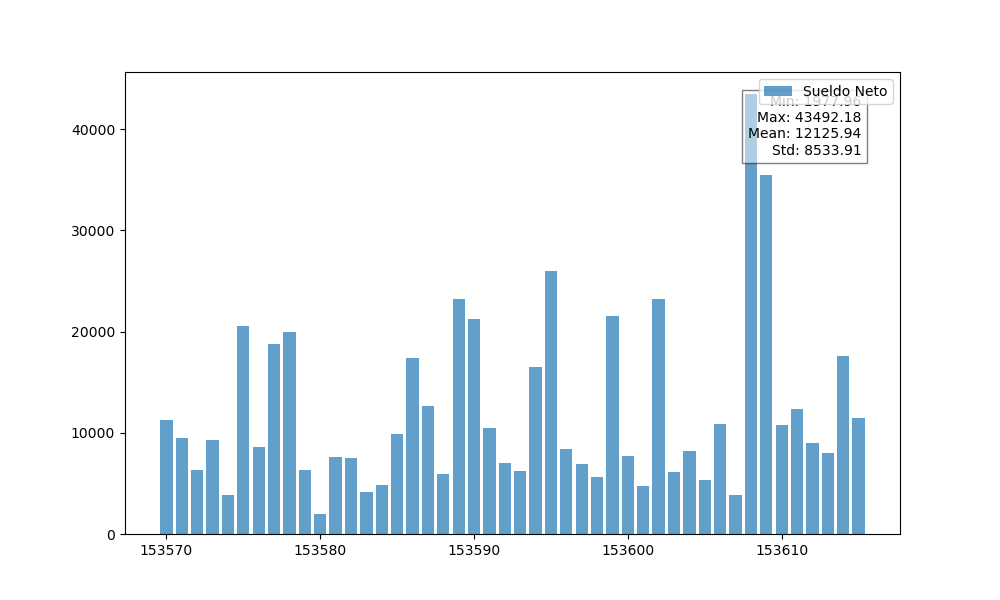 Sueldo Neto
Min: 1977.96
Max: 43492.18
Mean: 12125.94
Std: 8533.91
40000
30000
20000
10000
0
153570
153580
153590
153600
153610